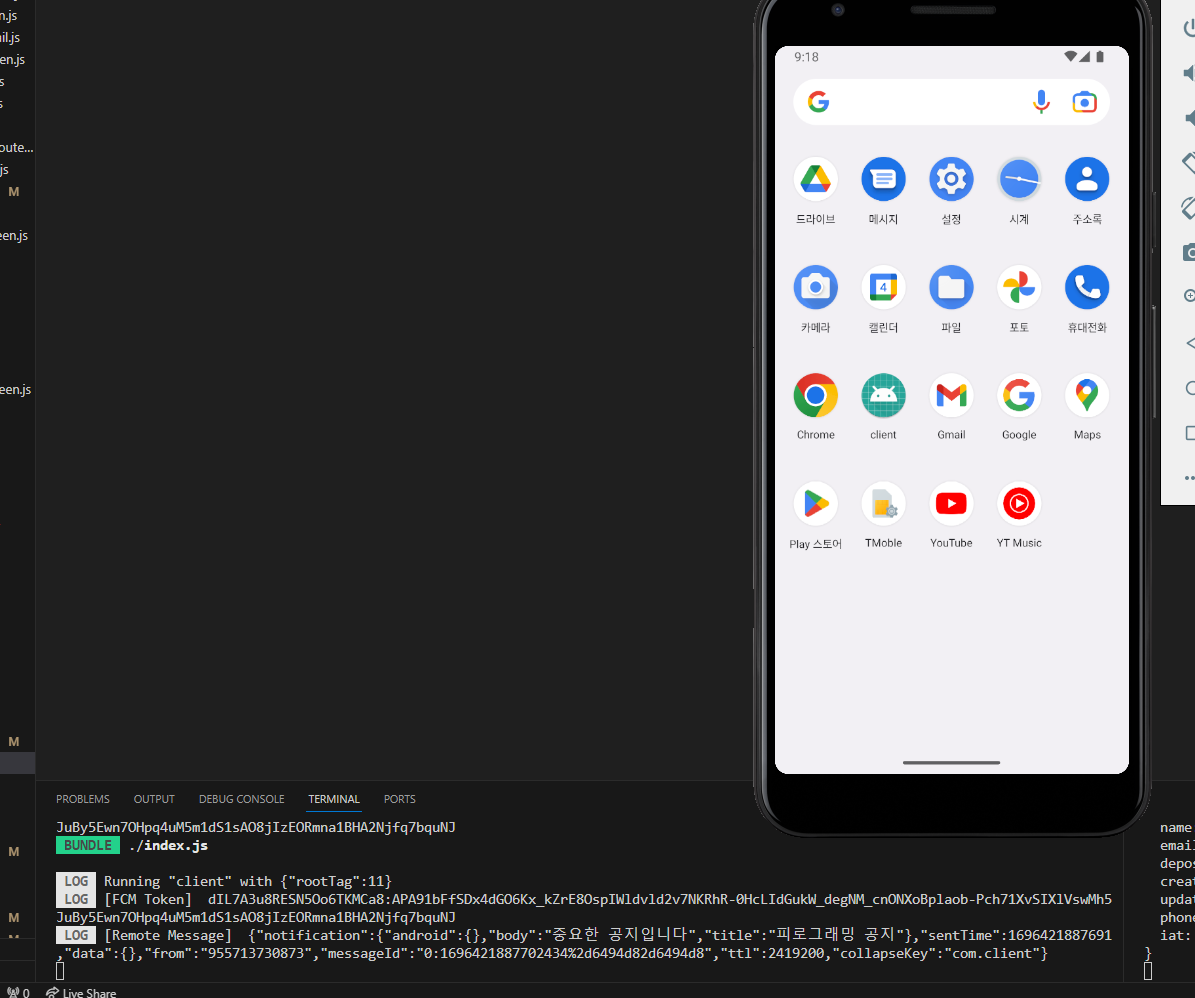 n.js
ail.js
en.js
s
s
oute...
js
M
een.js
een.js
M
M
M
9:18
드라이브
메시지
설정
시계
주소록
카메라
4
캘린더
파일
포토
휴대전화
Chrome
client
Gmail
Google
Maps
Play 스토어
TMoble
YouTube
YT Music
PROBLEMS OUTPUT DEBUG CONSOLE TERMINAL PORTS
JuBy5Ewn7OHpq4uM5m1dS1sAO8jIzEORmna1BHA2Njfq7bquNJ
BUNDLE ./index.js
LOG Running "client" with {"rootTag":11}
LOG [FCM Token] dIL7A3u8RESN5Oo6TKMCa8:APA91bFfSDx4dGO6Kx_kZrE8OspIWldvld2v7NKRhR-0HcLIdGukW_degNM_cnONXoBplaob-Pch71XvSIXlVswMh5
JuBy5Ewn7OHpq4uM5m1dS1sAO8jIzEORmna1BHA2Njfq7bquNJ
LOG [Remote Message] {"notification":{"android":{},"body":"중요한 공지입니다","title":"피로그래밍 공지"},"sentTime":1696421887691
,"data":{},"from":"955713730873","messageId":"0:1696421887702434%2d6494d82d6494d8","ttl":2419200,"collapseKey":"com.client"}
name
email
depos
creat
updat
phone
iat:
}
0 Live Share